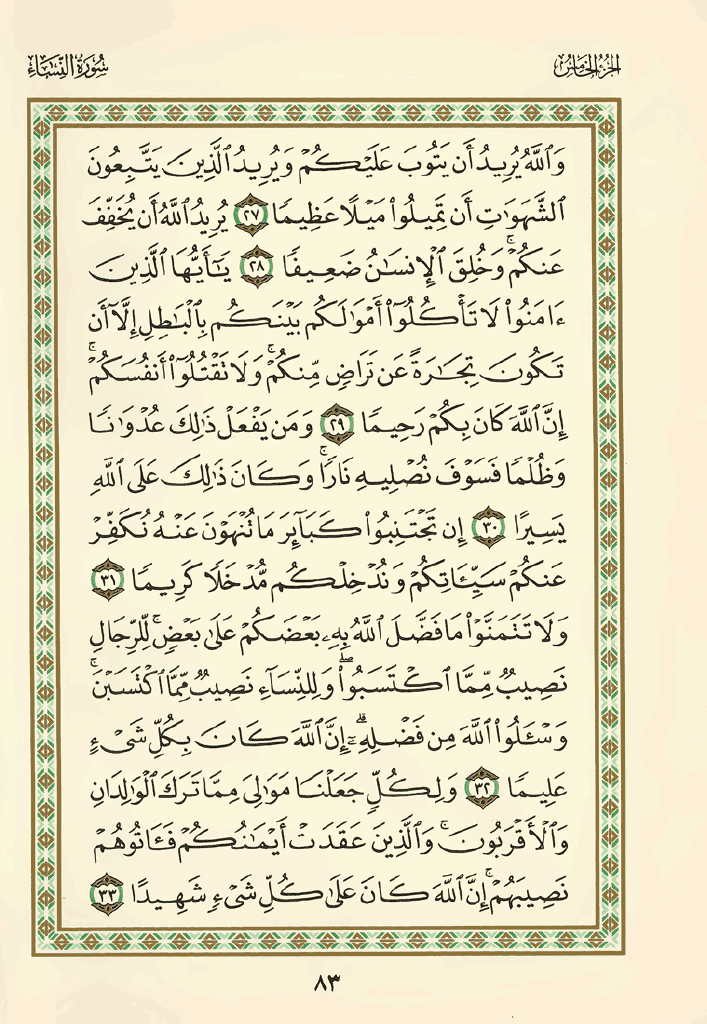 الجزء الخامس
سورة النساء
وَٱللَّهُ يُرِيدُ أَن يَتُوبَ عَلَيْكُمْ وَيُرِيدُ ٱلَّذِينَ يَتَّبِعُونَ
ٱلشَّهَوَٰتِ أَن تَمِيلُوا۟ مَيْلًا عَظِيمًا ٢٧ يُرِيدُ ٱللَّهُ أَن يُخَفِّفَ
عَنكُمْ ۚ وَخُلِقَ ٱلْإِنسَٰنُ ضَعِيفًا ٢٨ يَٰٓأَيُّهَا ٱلَّذِينَ
ءَامَنُوا۟ لَا تَأْكُلُوٓا۟ أَمْوَٰلَكُم بَيْنَكُم بِٱلْبَٰطِلِ إِلَّآ أَن
تَكُونَ تِجَٰرَةً عَن تَرَاضٍ مِّنكُمْ ۚ وَلَا تَقْتُلُوٓا۟ أَنفُسَكُمْ ۚ
إِنَّ ٱللَّهَ كَانَ بِكُمْ رَحِيمًا ٢٩ وَمَن يَفْعَلْ ذَٰلِكَ عُدْوَٰنًا
وَظُلْمًا فَسَوْفَ نُصْلِيهِ نَارًا ۚ وَكَانَ ذَٰلِكَ عَلَى ٱللَّهِ
يَسِيرًا ٣٠ إِن تَجْتَنِبُوا۟ كَبَآئِرَ مَا تُنْهَوْنَ عَنْهُ نُكَفِّرْ
عَنكُمْ سَيِّـَٔاتِكُمْ وَنُدْخِلْكُم مُّدْخَلًا كَرِيمًا ٣١
وَلَا تَتَمَنَّوْا۟ مَا فَضَّلَ ٱللَّهُ بِهِۦ بَعْضَكُمْ عَلَىٰ بَعْضٍ ۚ لِّلرِّجَالِ
نَصِيبٌ مِّمَّا ٱكْتَسَبُوا۟ ۖ وَلِلنِّسَآءِ نَصِيبٌ مِّمَّا ٱكْتَسَبْنَ ۚ
وَسْـَٔلُوا۟ ٱللَّهَ مِن فَضْلِهِۦٓ ۗ إِنَّ ٱللَّهَ كَانَ بِكُلِّ شَىْءٍ
عَلِيمًا ٣٢ وَلِكُلٍّ جَعَلْنَا مَوَٰلِىَ مِمَّا تَرَكَ ٱلْوَٰلِدَانِ
وَٱلْأَقْرَبُونَ ۚ وَٱلَّذِينَ عَقَدَتْ أَيْمَٰنُكُمْ فَـَٔاتُوهُمْ
نَصِيبَهُمْ ۚ إِنَّ ٱللَّهَ كَانَ عَلَىٰ كُلِّ شَىْءٍ شَهِيدًا ٣٣
٨٣